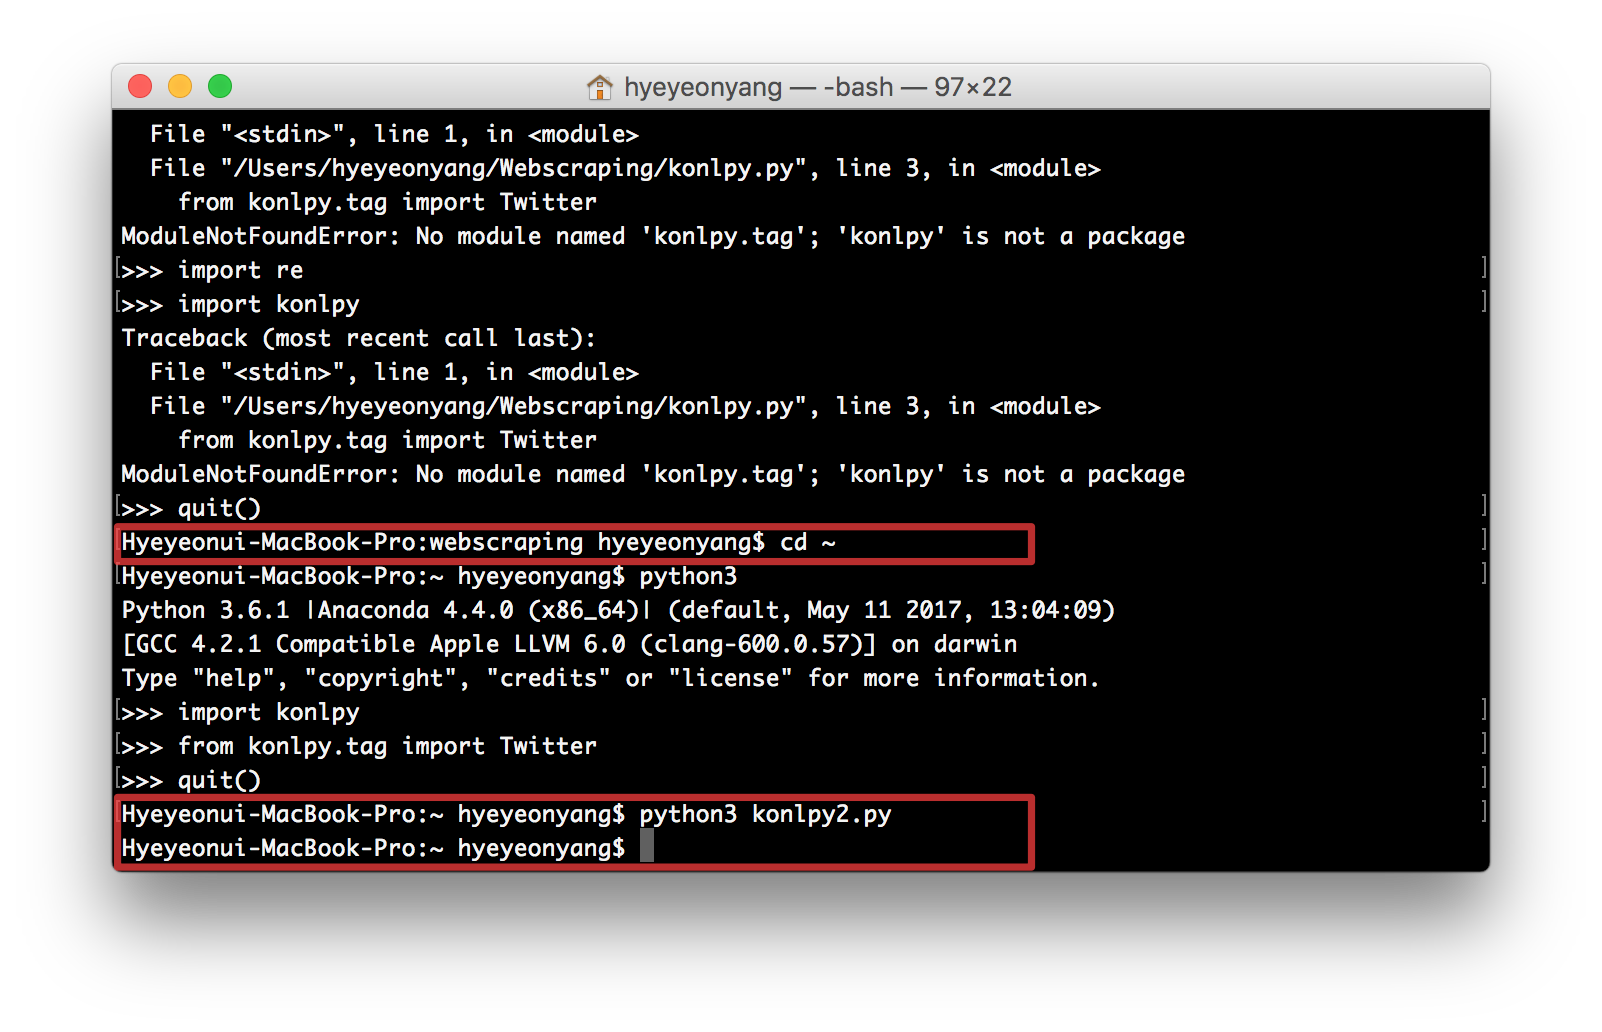 hyeyeonyang — -bash — 97×22
File "<stdin>", line 1, in <module>
File "/Users/hyeyeonyang/Webscraping/konlpy.py", line 3, in <module>
from konlpy.tag import Twitter
ModuleNotFoundError: No module named 'konlpy.tag'; 'konlpy' is not a package
[>>> import re ]
[>>> import konlpy ]
Traceback (most recent call last):
File "<stdin>", line 1, in <module>
File "/Users/hyeyeonyang/Webscraping/konlpy.py", line 3, in <module>
from konlpy.tag import Twitter
ModuleNotFoundError: No module named 'konlpy.tag'; 'konlpy' is not a package
[>>> quit() ]
[Hyeyeonui-MacBook-Pro:webscraping hyeyeonyang$ cd ~ ]
[Hyeyeonui-MacBook-Pro:~ hyeyeonyang$ python3 ]
Python 3.6.1 |Anaconda 4.4.0 (x86_64)| (default, May 11 2017, 13:04:09)
[GCC 4.2.1 Compatible Apple LLVM 6.0 (clang-600.0.57)] on darwin
Type "help", "copyright", "credits" or "license" for more information.
[>>> import konlpy ]
[>>> from konlpy.tag import Twitter ]
[>>> quit() ]
[Hyeyeonui-MacBook-Pro:~ hyeyeonyang$ python3 konlpy2.py ]
Hyeyeonui-MacBook-Pro:~ hyeyeonyang$